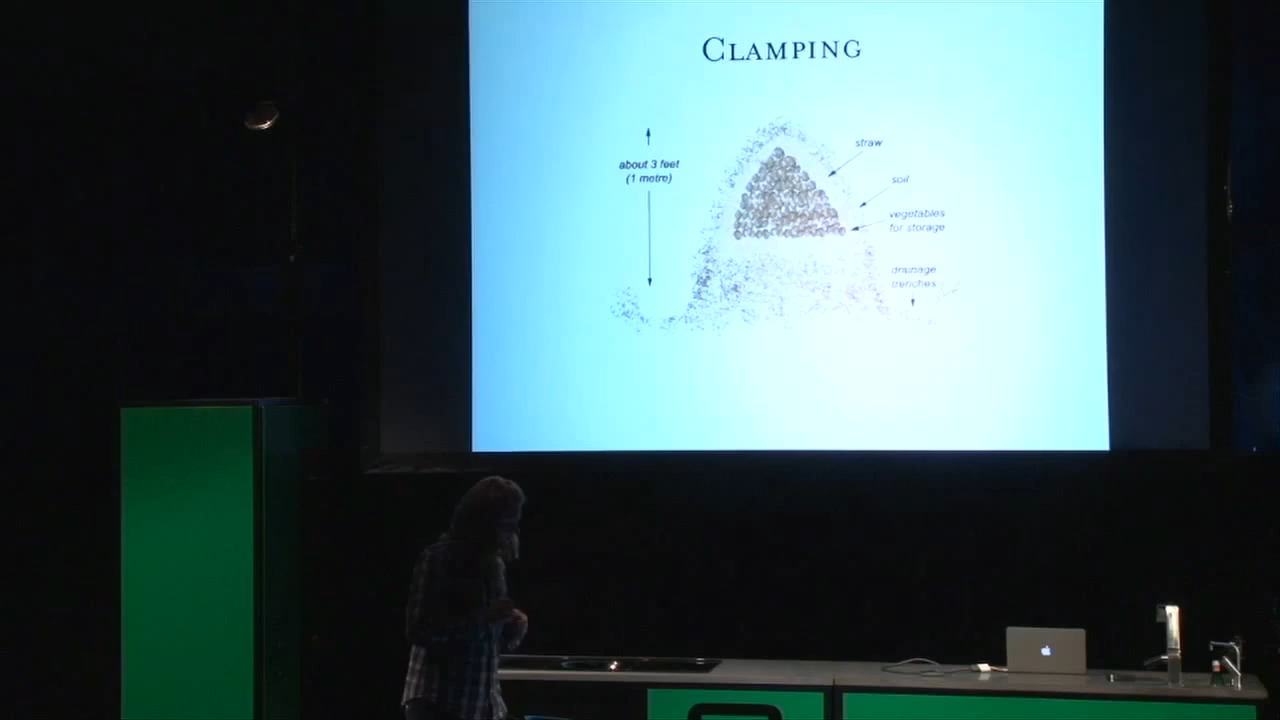 CLAMPING
about 3 feet
(1 metre)
straw
soil
vegetables
for storage
drainage
trenches